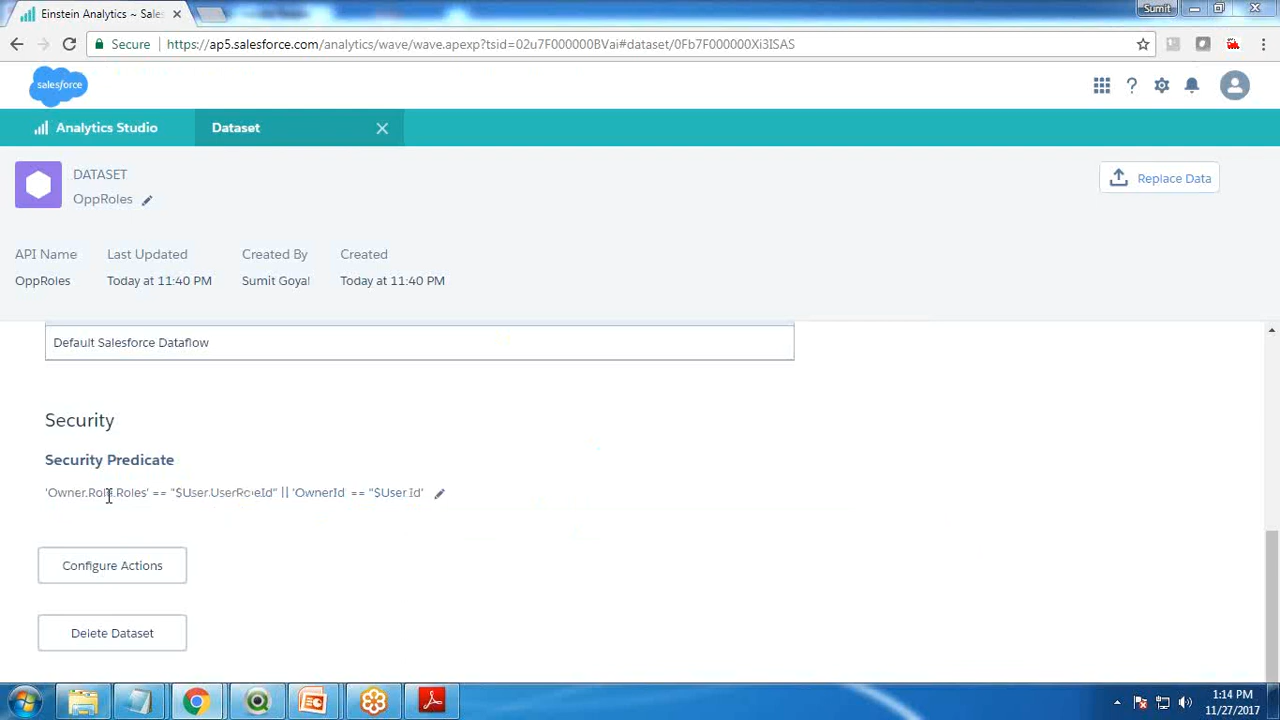 Einstein Analytics ~ Sales
Sumit
Secure
https://ap5.salesforce.com/analytics/wave/wave.apexp?tsid=02u7F000000BVai#dataset/0Fb7F000000Xi3ISAS
salesforce
Analytics Studio
Dataset
DATASET
OppRoles
Replace Data
API Name Last Updated Created By Created
OppRoles Today at 11:40 PM Sumit Goyal Today at 11:40 PM
Default Salesforce Dataflow
Security
Security Predicate
'Owner.Role.Roles' == "$User.UserRoleId" || 'OwnerId == "$User.Id"
Configure Actions
Delete Dataset
1:14 PM
11/27/2017